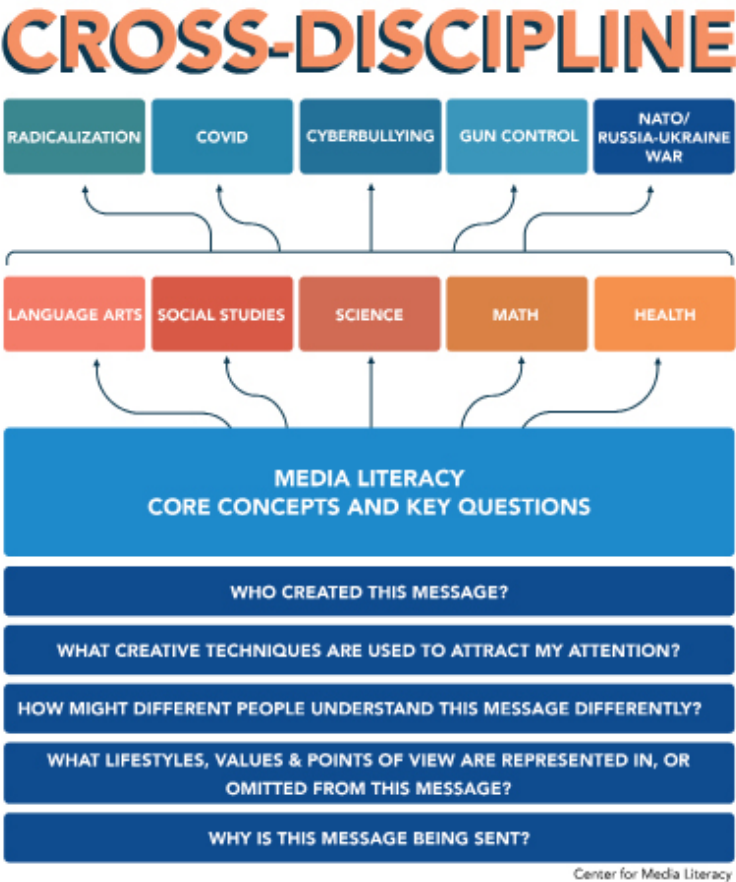 CROSS-DISCIPLINE
RADICALIZATION
COVID
CYBERBULLYING
GUN CONTROL
NATO/
RUSSIA-UKRAINE
WAR
LANGUAGE ARTS
SOCIAL STUDIES
SCIENCE
MATH
HEALTH
MEDIA LITERACY
CORE CONCEPTS AND KEY QUESTIONS
WHO CREATED THIS MESSAGE?
WHAT CREATIVE TECHNIQUES ARE USED TO ATTRACT MY ATTENTION?
HOW MIGHT DIFFERENT PEOPLE UNDERSTAND THIS MESSAGE DIFFERENTLY?
WHAT LIFESTYLES, VALUES & POINTS OF VIEW ARE REPRESENTED IN, OR
OMITTED FROM THIS MESSAGE?
WHY IS THIS MESSAGE BEING SENT?
Center for Media Literacy